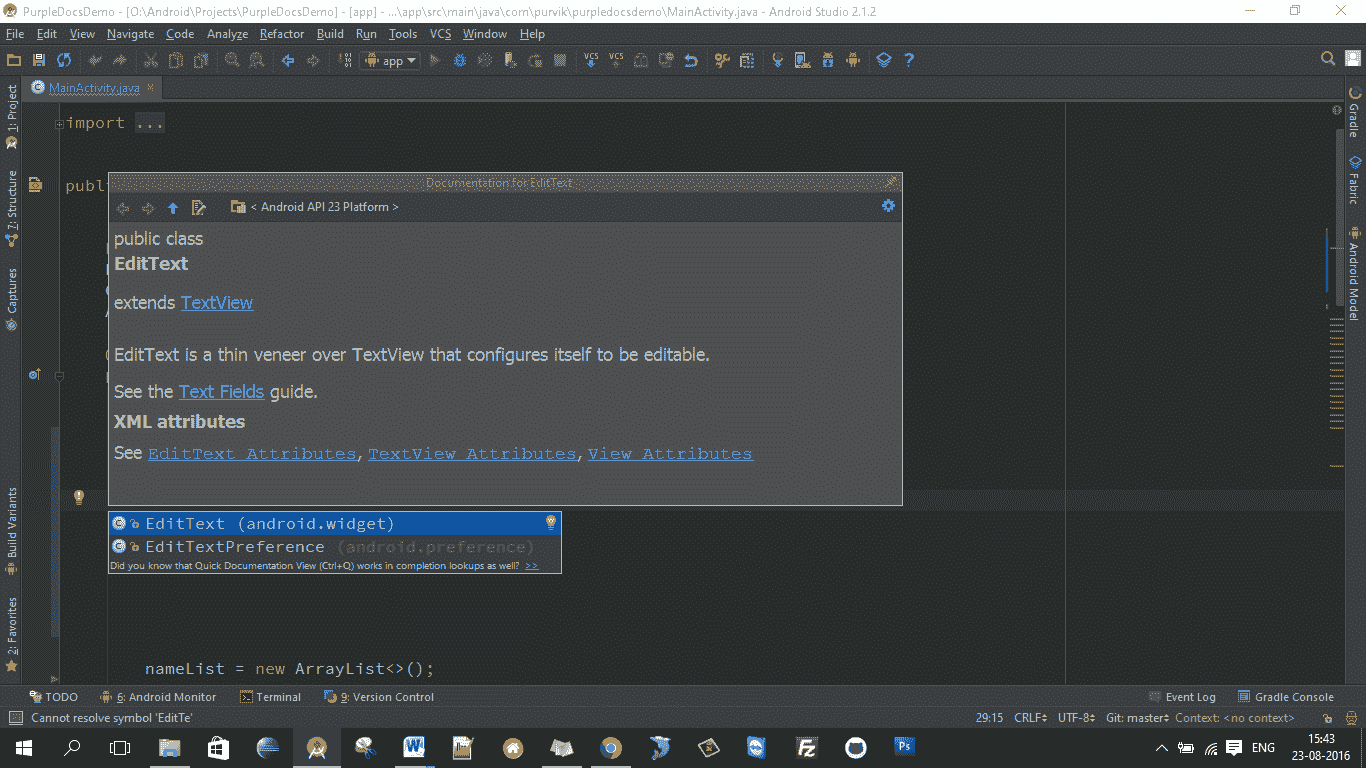 PurpleDocsDemo - [O:\Android\Projects\PurpleDocsDemo] - [app] - ...\app\src\main\java\com\purvik\purpledocsdemo\MainActivity.java - Android Studio 2.1.2
File Edit View Navigate Code Analyze Refactor Build Run Tools VCS Window Help
app
VCS VCS
MainActivity.java
1: Project
7: Structure
Captures
Build Variants
2: Favorites
Gradle
Fabric
Android Model
import ...
publ
Documentation for EditText
< Android API 23 Platform >
public class
EditText
extends TextView
EditText is a thin veneer over TextView that configures itself to be editable.
See the Text Fields guide.
XML attributes
See EditText Attributes, TextView Attributes, View Attributes
EditText (android.widget)
EditTextPreference (android.preference)
Did you know that Quick Documentation View (Ctrl+Q) works in completion lookups as well? >>
nameList = new ArrayList<>();
TODO 6: Android Monitor Terminal 9: Version Control Event Log Gradle Console
Cannot resolve symbol 'EditTe' 29:15 CRLF UTF-8 Git: master Context: <no context>
ENG 15:43
23-08-2016